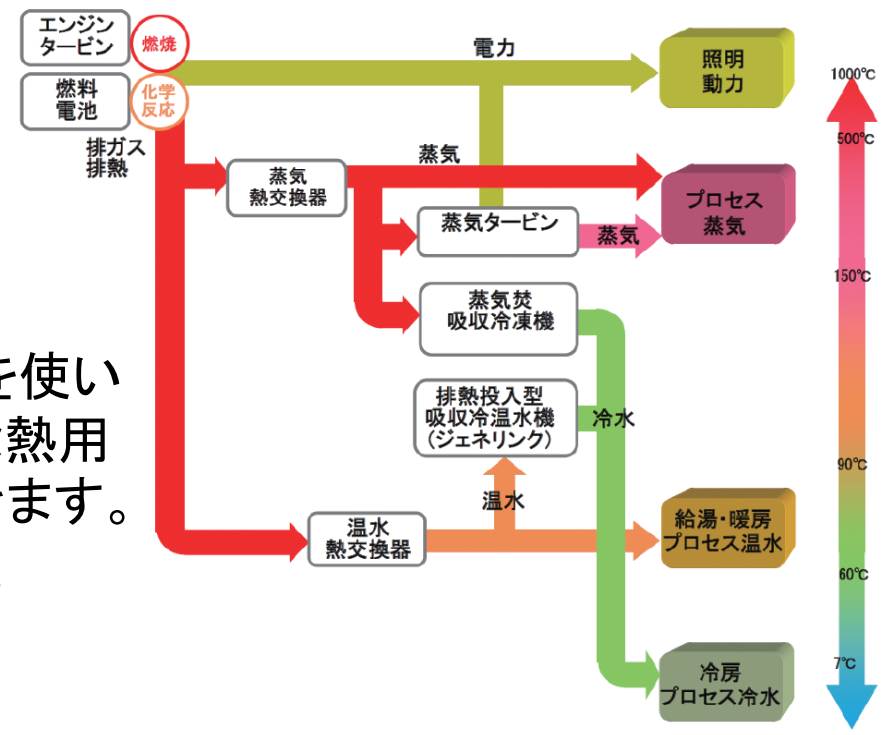 エンジン
タービン
燃焼
燃料
電池
化学
反応
排ガス
排熱
電力
照明
動力
蒸気
熱交換器
蒸気
プロセス
蒸気
蒸気タービン
蒸気
蒸気焚
吸収冷凍機
排熱投入型
吸収冷温水機
(ジェネリンク)
冷水
温水
温水
熱交換器
給湯・暖房
プロセス温水
冷房
プロセス冷水
1000℃
500℃
150℃
90℃
60℃
7℃
を使い
熱用
ます。